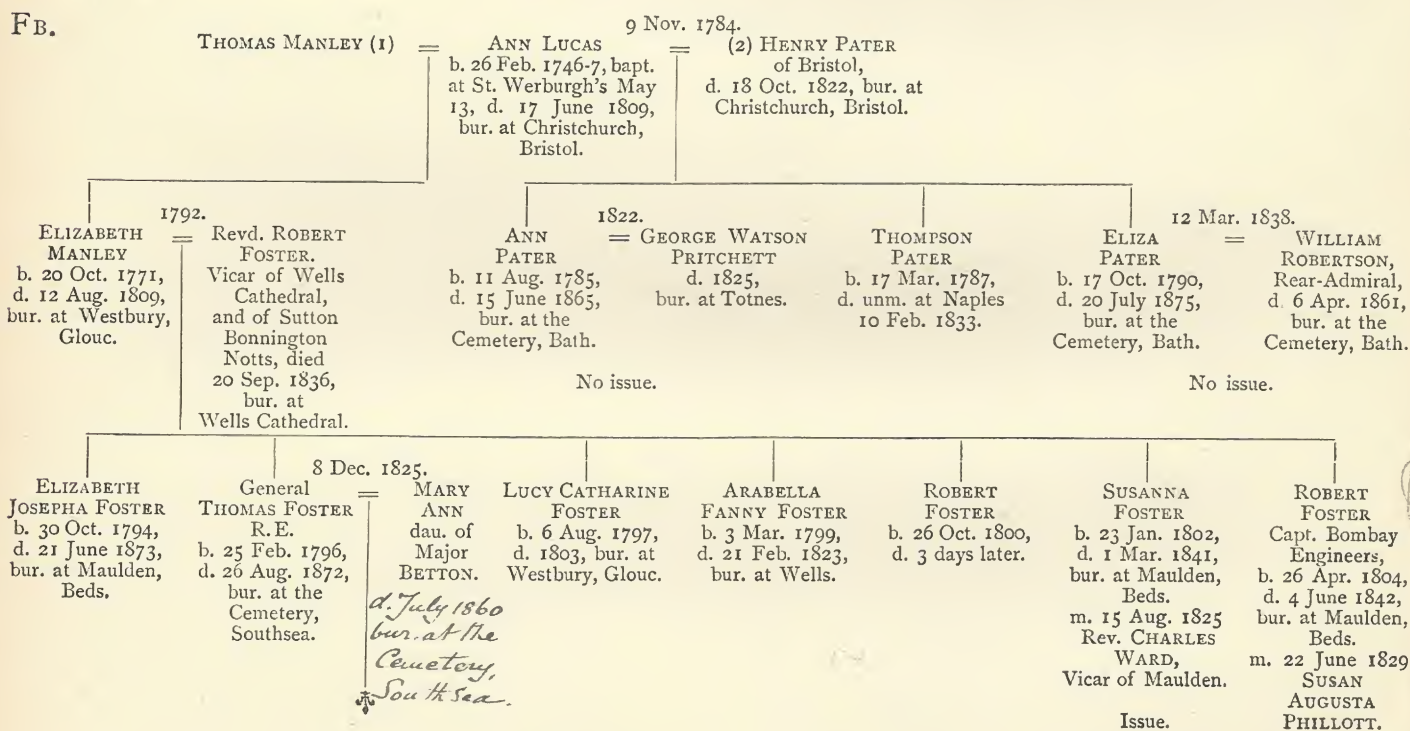 FB.
9 Nov. 1784.
THOMAS MANLEY (1) = ANN LUCAS = (2) HENRY PATER
b. 26 Feb. 1746-7, bapt.
at St. Werburgh's May
13, d. 17 June 1809,
bur. at Christchurch,
Bristol.
of Bristol,
d. 18 Oct. 1822, bur. at
Christchurch, Bristol.
1792.
ELIZABETH
MANLEY
b. 20 Oct. 1771,
d. 12 Aug. 1809,
bur. at Westbury,
Glouc.
=
Revd. ROBERT
FOSTER.
Vicar of Wells
Cathedral,
and of Sutton
Bonnington
Notts, died
20 Sep. 1836,
bur. at
Wells Cathedral.
1822.
ANN
PATER
b. 11 Aug. 1785,
d. 15 June 1865,
bur. at the
Cemetery, Bath.
= GEORGE WATSON
PRITCHETT
d. 1825,
bur. at Totnes.
No issue.
THOMPSON
PATER
b. 17 Mar. 1787,
d. unm. at Naples
10 Feb. 1833.
12 Mar. 1838.
ELIZA
PATER
b. 17 Oct. 1790,
d. 20 July 1875,
bur. at the
Cemetery, Bath.
=
WILLIAM
ROBERTSON,
Rear-Admiral,
d. 6 Apr. 1861,
bur. at the
Cemetery, Bath.
No issue.
ELIZABETH
JOSEPHA FOSTER
b. 30 Oct. 1794,
d. 21 June 1873,
bur. at Maulden,
Beds.
8 Dec. 1825.
General
THOMAS FOSTER
R.E.
b. 25 Feb. 1796,
d. 26 Aug. 1872,
bur. at the
Cemetery,
Southsea.
=
MARY
ANN
dau. of
Major
BETTON.
d. July 1860
bur. at the
Cemetery,
Southsea.
LUCY CATHARINE
FOSTER
b. 6 Aug. 1797,
d. 1803, bur. at
Westbury, Glouc.
ARABELLA
FANNY FOSTER
b. 3 Mar. 1799,
d. 21 Feb. 1823,
bur. at Wells.
ROBERT
FOSTER
b. 26 Oct. 1800,
d. 3 days later.
SUSANNA
FOSTER
b. 23 Jan. 1802,
d. 1 Mar. 1841,
bur. at Maulden,
Beds.
m. 15 Aug. 1825
Rev. CHARLES
WARD,
Vicar of Maulden.
Issue.
ROBERT
FOSTER
Capt. Bombay
Engineers,
b. 26 Apr. 1804,
d. 4 June 1842,
bur. at Maulden,
Beds.
m. 22 June 1829
SUSAN
AUGUSTA
PHILLOTT.